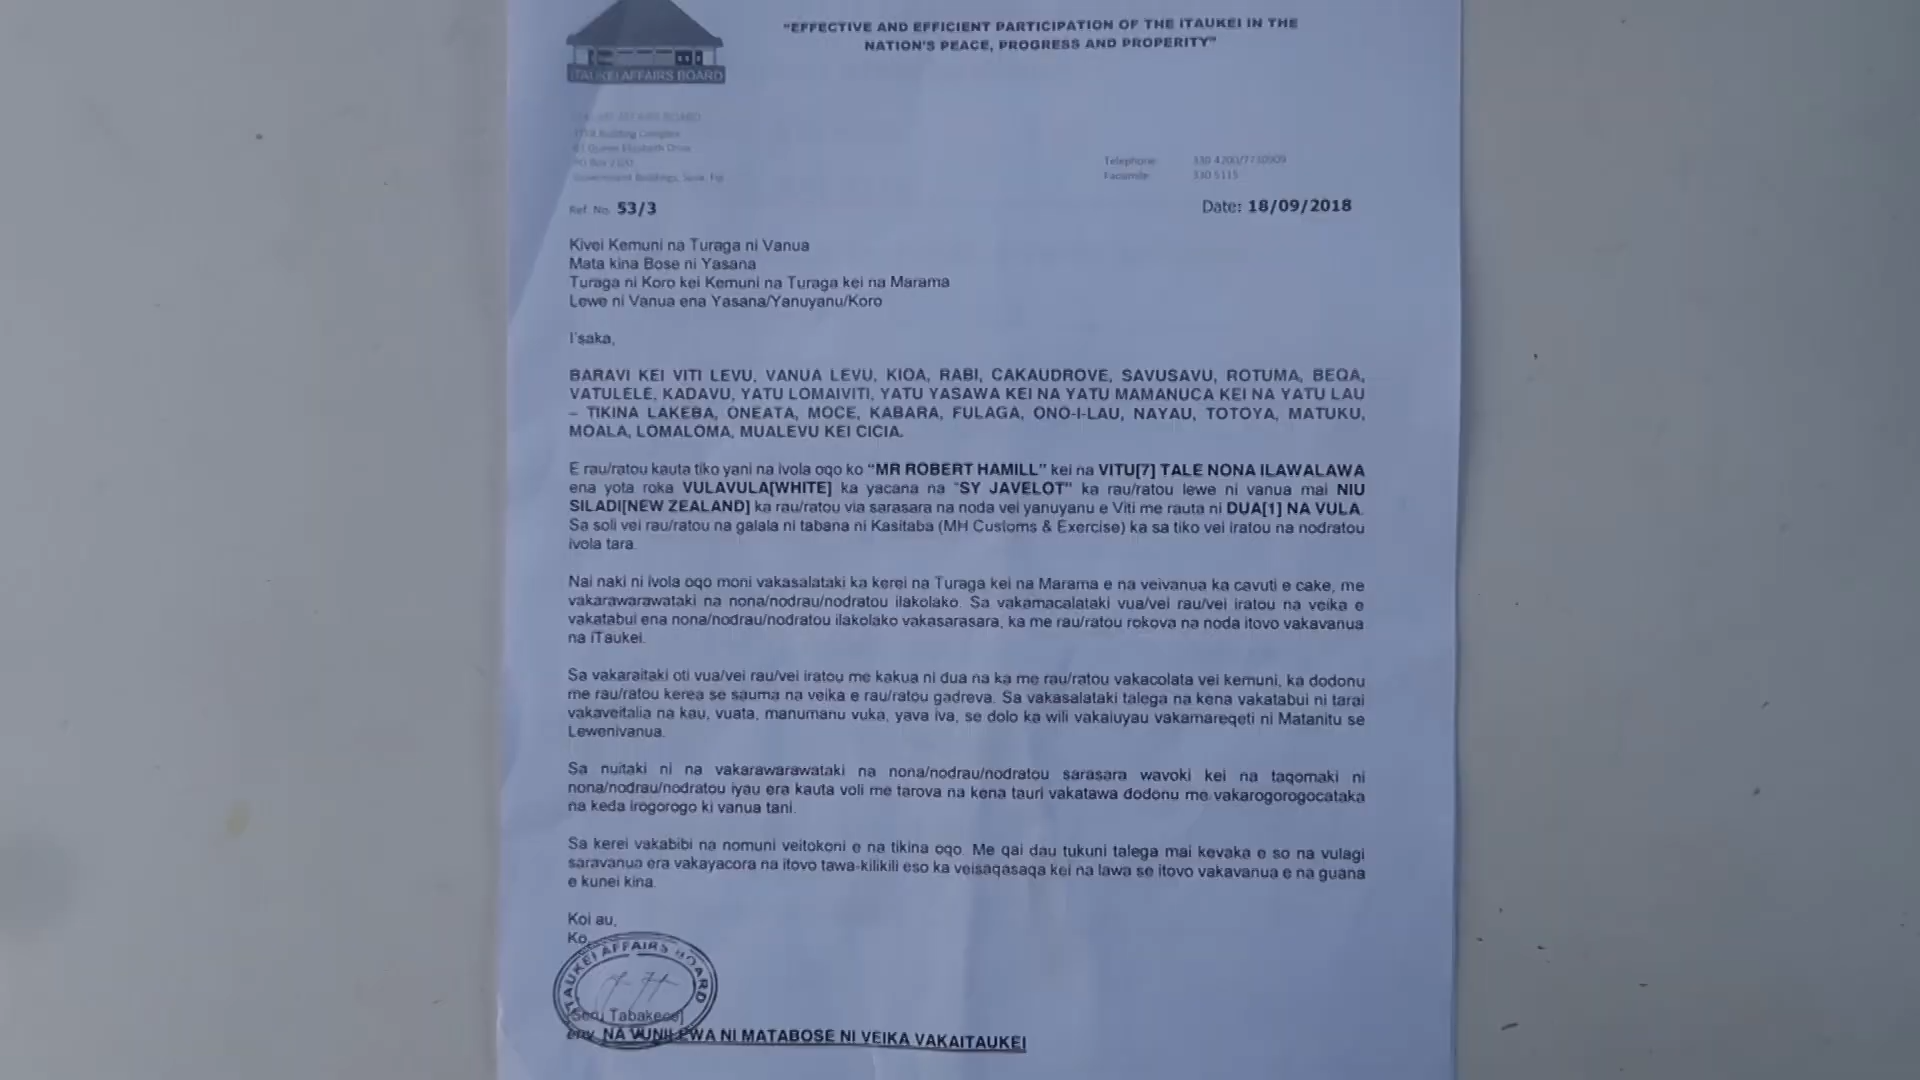 "EFFECTIVE AND EFFICIENT PARTICIPATION OF THE ITAUKEI IN THE
NATION'S PEACE, PROGRESS AND PROPERITY"
ITAUKEI AFFAIRS BOARD
Government Buildings, Suva, Fiji
Telephone: 330 4200/7730909
Facsimile: 330 5115
Ref. No. 53/3
Date: 18/09/2018
Kivei Kemuni na Turaga ni Vanua
Mata kina Bose ni Yasana
Turaga ni Koro kei Kemuni na Turaga kei na Marama
Lewe ni Vanua ena Yasana/Yanuyanu/Koro
I'saka,
BARAVI KEI VITI LEVU, VANUA LEVU, KIOA, RABI, CAKAUDROVE, SAVUSAVU, ROTUMA, BEQA,
VATULELE, KADAVU, YATU LOMAIVITI, YATU YASAWA KEI NA YATU MAMANUCA KEI NA YATU LAU
– TIKINA LAKEBA, ONEATA, MOCE, KABARA, FULAGA, ONO-I-LAU, NAYAU, TOTOYA, MATUKU,
MOALA, LOMALOMA, MUALEVU KEI CICIA.
E rau/ratou kauta tiko yani na ivola oqo ko "MR ROBERT HAMILL" kei na VITU[7] TALE NONA ILAWALAWA
ena yota roka VULAVULA[WHITE] ka yacana na "SY JAVELOT" ka rau/ratou lewe ni vanua mai NIU
SILADI[NEW ZEALAND] ka rau/ratou via sarasara na noda vei yanuyanu e Viti me rauta ni DUA[1] NA VULA.
Sa soli vei rau/ratou na galala ni tabana ni Kasitaba (MH Customs & Exercise) ka sa tiko vei iratou na nodratou
ivola tara.
Nai naki ni ivola oqo moni vakasalataki ka kerei na Turaga kei na Marama e na veivanua ka cavuti e cake, me
vakarawarawataki na nona/nodrau/nodratou ilakolako. Sa vakamacalataki vua/vei rau/vei iratou na veika e
vakatabui ena nona/nodrau/nodratou ilakolako vakasarasara, ka me rau/ratou rokova na noda itovo vakavanua
na iTaukei.
Sa vakaraitaki oti vua/vei rau/vei iratou me kakua ni dua na ka me rau/ratou vakacolata vei kemuni, ka dodonu
me rau/ratou kerea se sauma na veika e rau/ratou gadreva. Sa vakasalataki talega na kena vakatabui ni tarai
vakaveitalia na kau, vuata, manumanu vuka, yava iva, se dolo ka wili vakaiuyau vakamareqeti ni Matanitu se
Lewenivanua.
Sa nuitaki ni na vakarawarawataki na nona/nodrau/nodratou sarasara wavoki kei na taqomaki ni
nona/nodrau/nodratou iyau era kauta voli me tarova na kena tauri vakatawa dodonu me vakarogorogocataka
na keda irogorogo ki vanua tani.
Sa kerei vakabibi na nomuni veitokoni e na tikina oqo. Me qai dau tukuni talega mai kevaka e so na vulagi
saravanua era vakayacora na itovo tawa-kilikili eso ka veisaqasaqa kei na lawa se itovo vakavanua e na guana
e kunei kina.
Koi au,
Ko
ITAUKEI AFFAIRS BOARD
Tabakece]
NA VUNILEWA NI MATABOSE NI VEIKA VAKAITAUKEI